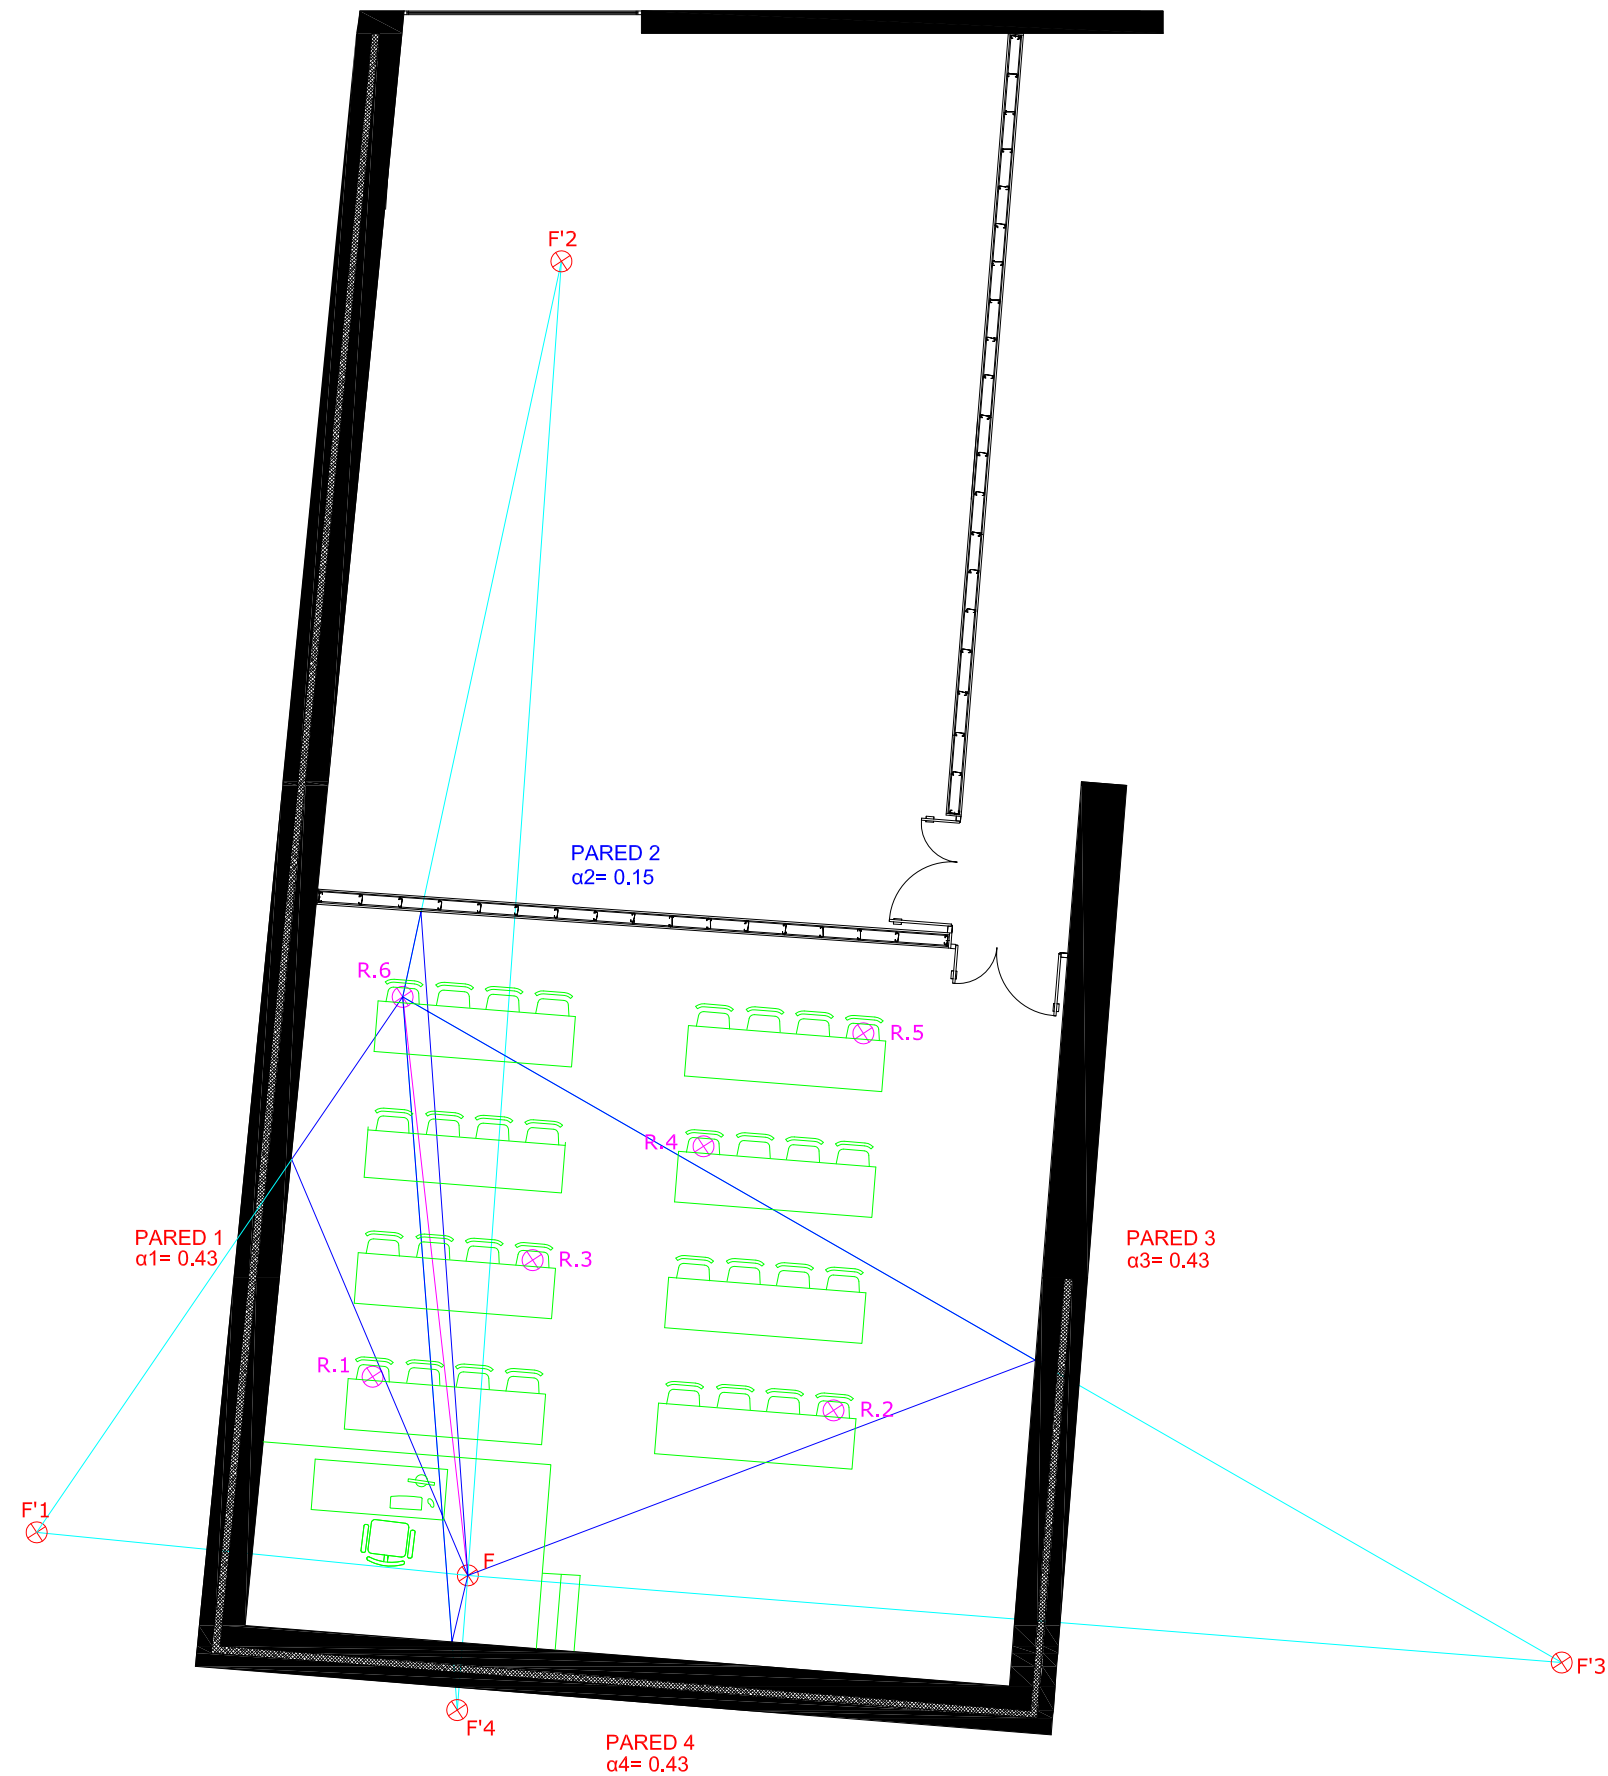 F'2
PARED 2
α2= 0.15
R.6
R.5
R.4
PARED 1
α1= 0.43
PARED 3
α3= 0.43
R.3
R.1
R.2
F'1
F
F'3
F'4
PARED 4
α4= 0.43